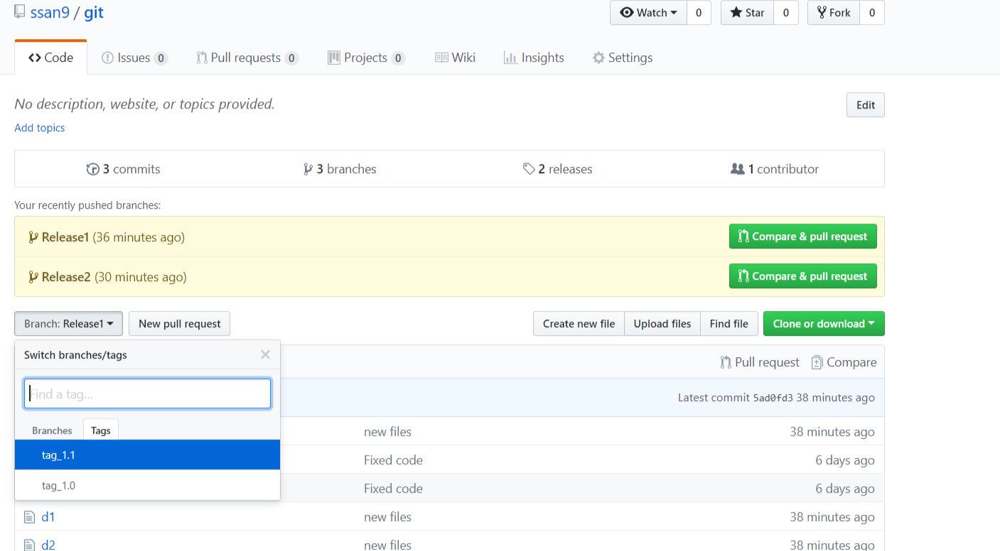 ssan9 / git
Watch 0 Star 0 Fork 0
Code Issues 0 Pull requests 0 Projects 0 Wiki Insights Settings
No description, website, or topics provided.
Edit
Add topics
3 commits 3 branches 2 releases 1 contributor
Your recently pushed branches:
Release1 (36 minutes ago) Compare & pull request
Release2 (30 minutes ago) Compare & pull request
Branch: Release1 New pull request Create new file Upload files Find file Clone or download
Switch branches/tags
Pull request Compare
Find a tag...
Latest commit 5ad0fd3 38 minutes ago
Branches Tags
new files 38 minutes ago
tag_1.1
Fixed code 6 days ago
tag_1.0
Fixed code 6 days ago
d1 new files 38 minutes ago
d2 new files 38 minutes ago